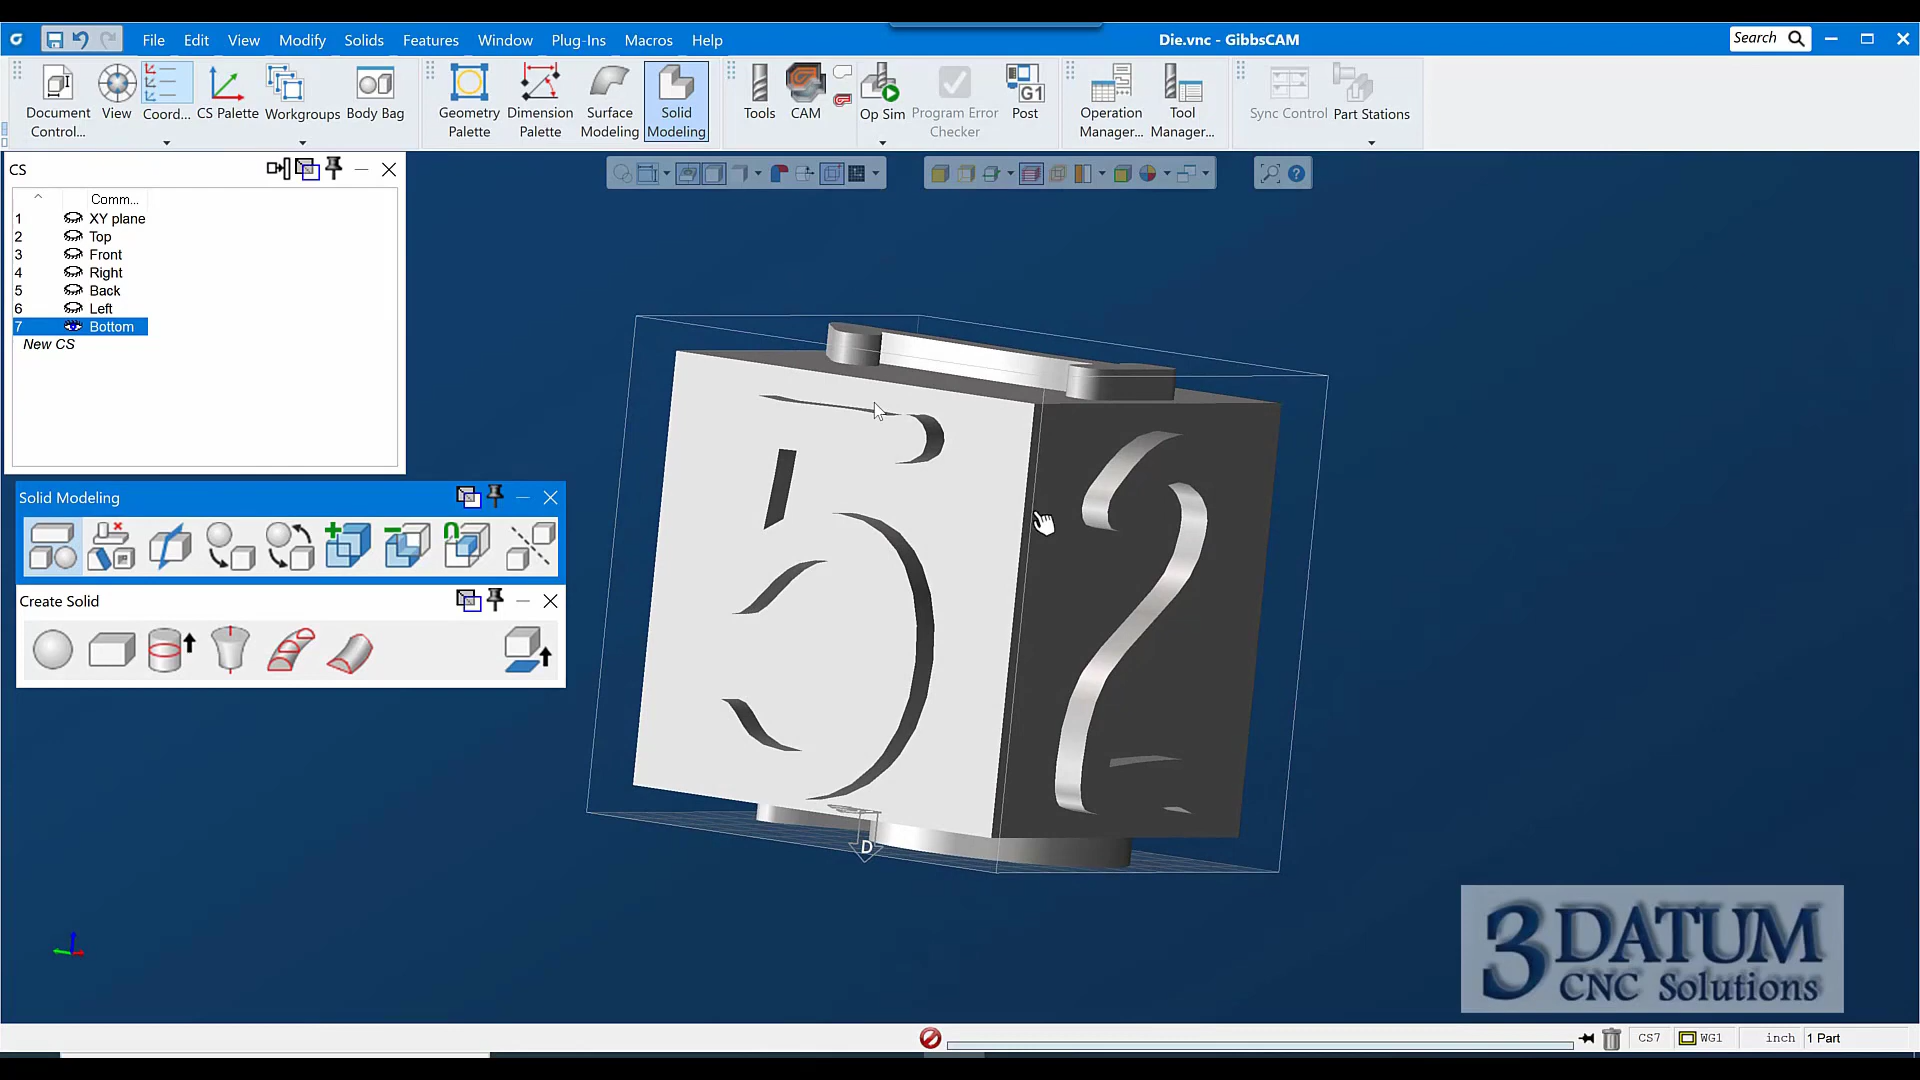 File Edit View Modify Solids Features Window Plug-Ins Macros Help
Die.vnc - GibbsCAM
Search
Document Control...
View
Coord...
CS Palette
Workgroups
Body Bag
Geometry Palette
Dimension Palette
Surface Modeling
Solid Modeling
Tools
CAM
Op Sim
Program Error Checker
G1
Post
Operation Manager...
Tool Manager...
Sync Control
Part Stations
CS
Comm...
1 XY plane
2 Top
3 Front
4 Right
5 Back
6 Left
7 Bottom
New CS
Solid Modeling
Create Solid
5
2
D
3DATUM
CNC Solutions
CS7
WG1
inch
1 Part